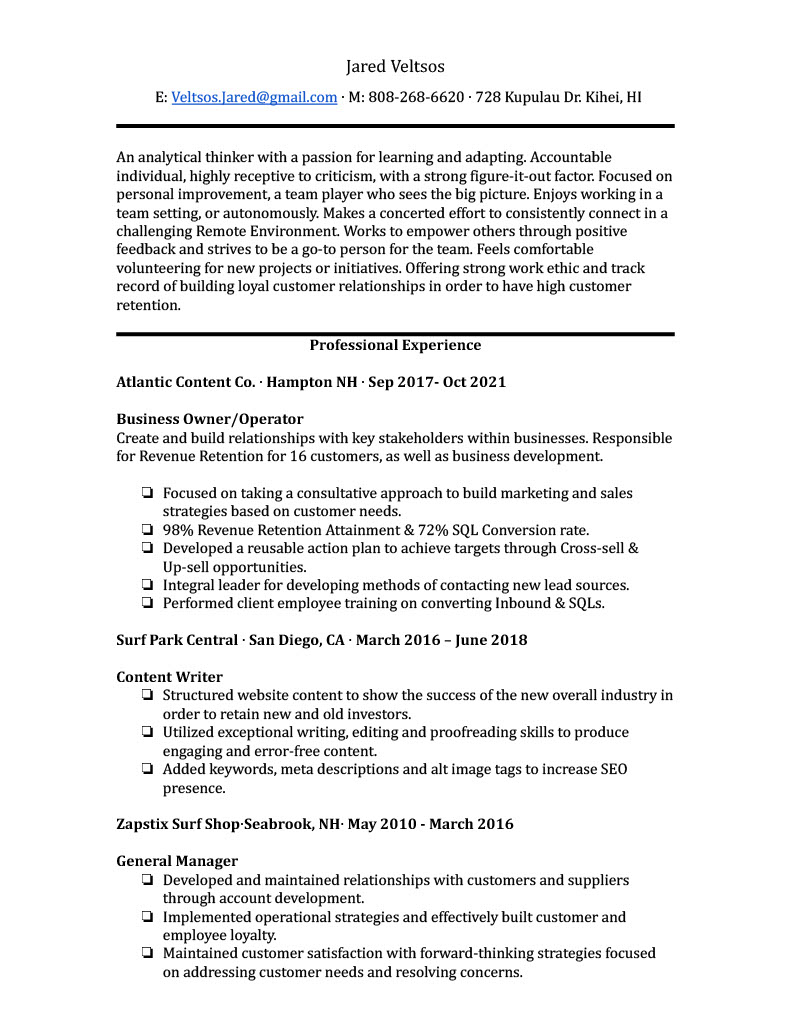 Jared Veltsos
E: Veltsos.Jared@gmail.com · M: 808-268-6620 · 728 Kupulau Dr. Kihei, HI
An analytical thinker with a passion for learning and adapting. Accountable
individual, highly receptive to criticism, with a strong figure-it-out factor. Focused on
personal improvement, a team player who sees the big picture. Enjoys working in a
team setting, or autonomously. Makes a concerted effort to consistently connect in a
challenging Remote Environment. Works to empower others through positive
feedback and strives to be a go-to person for the team. Feels comfortable
volunteering for new projects or initiatives. Offering strong work ethic and track
record of building loyal customer relationships in order to have high customer
retention.
Professional Experience
Atlantic Content Co. · Hampton NH · Sep 2017- Oct 2021
Business Owner/Operator
Create and build relationships with key stakeholders within businesses. Responsible
for Revenue Retention for 16 customers, as well as business development.
❏ Focused on taking a consultative approach to build marketing and sales
strategies based on customer needs.
❏ 98% Revenue Retention Attainment & 72% SQL Conversion rate.
❏ Developed a reusable action plan to achieve targets through Cross-sell &
Up-sell opportunities.
❏ Integral leader for developing methods of contacting new lead sources.
❏ Performed client employee training on converting Inbound & SQLs.
Surf Park Central · San Diego, CA · March 2016 – June 2018
Content Writer
❏ Structured website content to show the success of the new overall industry in
order to retain new and old investors.
❏ Utilized exceptional writing, editing and proofreading skills to produce
engaging and error-free content.
❏ Added keywords, meta descriptions and alt image tags to increase SEO
presence.
Zapstix Surf Shop·Seabrook, NH· May 2010 - March 2016
General Manager
❏ Developed and maintained relationships with customers and suppliers
through account development.
❏ Implemented operational strategies and effectively built customer and
employee loyalty.
❏ Maintained customer satisfaction with forward-thinking strategies focused
on addressing customer needs and resolving concerns.